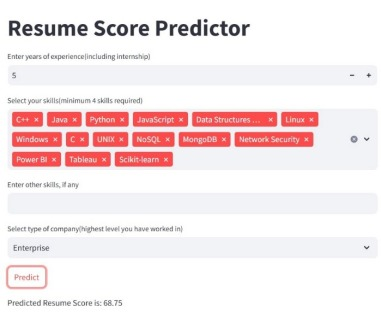 Resume Score Predictor
Enter years of experience(including internship)
5 - +
Select your skills(minimum 4 skills required)
C++ × Java × Python × JavaScript × Data Structures ... × Linux ×
Windows × C × UNIX × NoSQL × MongoDB × Network Security ×
Power BI × Tableau × Scikit-learn ×
Enter other skills, if any
Select type of company(highest level you have worked in)
Enterprise
Predict
Predicted Resume Score is: 68.75